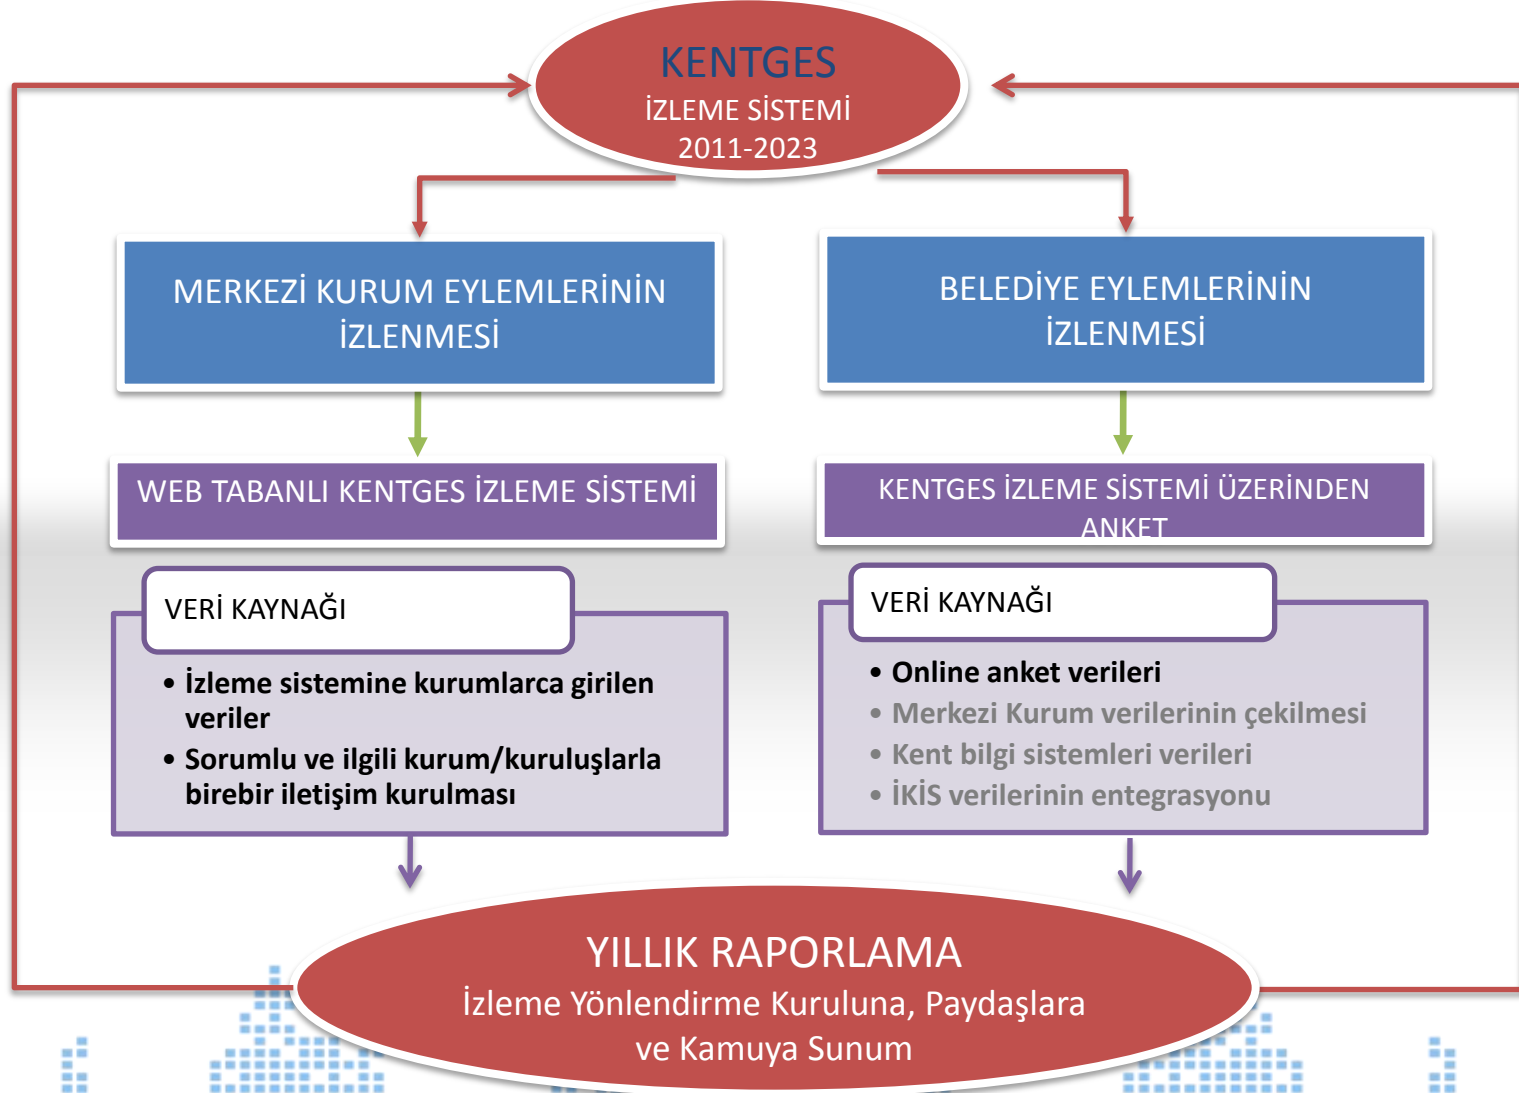 KENTGES
İZLEME SİSTEMİ
2011-2023
MERKEZİ KURUM EYLEMLERİNİN
İZLENMESİ
BELEDİYE EYLEMLERİNİN
İZLENMESİ
WEB TABANLI KENTGES İZLEME SİSTEMİ
KENTGES İZLEME SİSTEMİ ÜZERİNDEN
ANKET
VERİ KAYNAĞI
• İzleme sistemine kurumlarca girilen
veriler
• Sorumlu ve ilgili kurum/kuruluşlarla
birebir iletişim kurulması
VERİ KAYNAĞI
• Online anket verileri
• Merkezi Kurum verilerinin çekilmesi
• Kent bilgi sistemleri verileri
• İKİS verilerinin entegrasyonu
YILLIK RAPORLAMA
İzleme Yönlendirme Kuruluna, Paydaşlara
ve Kamuya Sunum